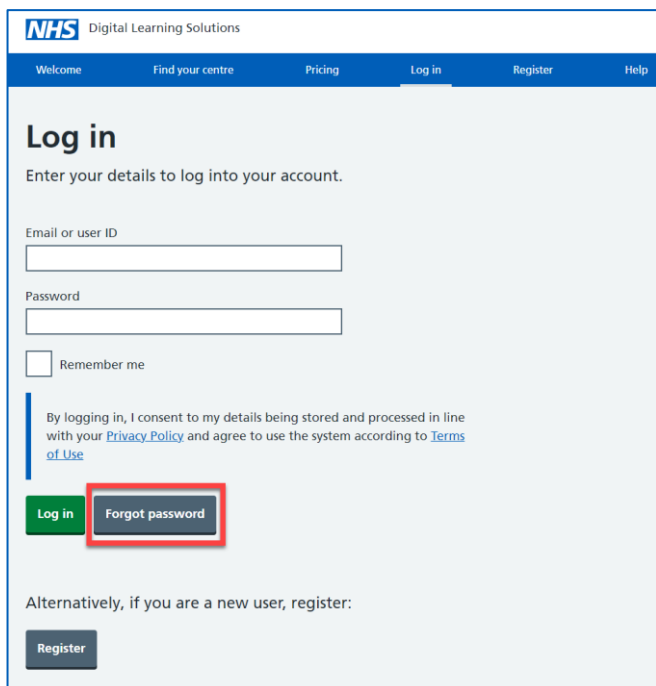 NHS Digital Learning Solutions
Welcome Find your centre Pricing Log in Register Help
Log in
Enter your details to log into your account.
Email or user ID
Password
Remember me
By logging in, I consent to my details being stored and processed in line
with your Privacy Policy and agree to use the system according to Terms
of Use
Log in Forgot password
Alternatively, if you are a new user, register:
Register